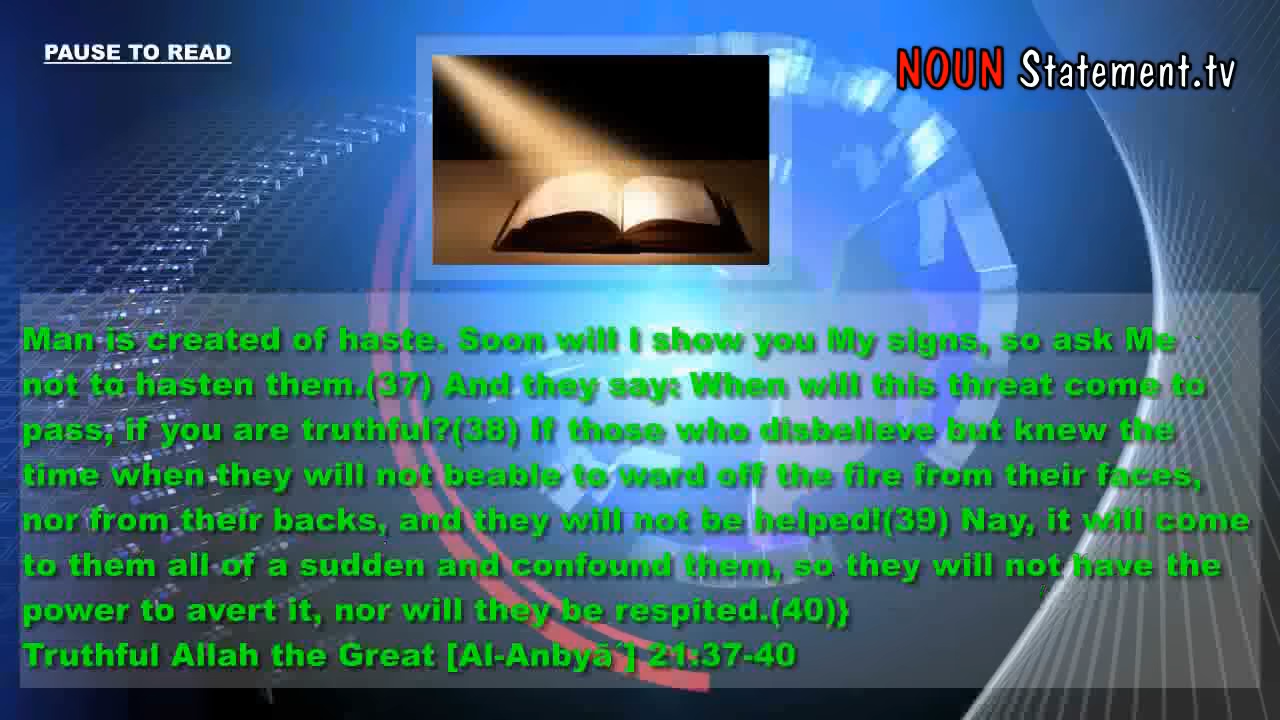 PAUSE TO READ
NOUN Statement.tv
Man is created of haste. Soon will I show you My signs, so ask Me
not to hasten them.(37) And they say: When will this threat come to
pass, if you are truthful?(38) If those who disbelieve but knew the
time when they will not beable to ward off the fire from their faces,
nor from their backs, and they will not be helped!(39) Nay, it will come
to them all of a sudden and confound them, so they will not have the
power to avert it, nor will they be respited.(40)}
Truthful Allah the Great [Al-Anbyā´] 21:37-40